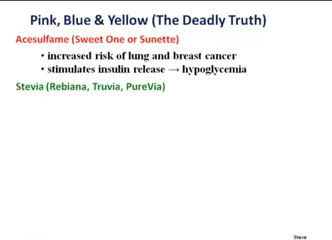 Pink, Blue & Yellow (The Deadly Truth)
Acesulfame (Sweet One or Sunette)
• increased risk of lung and breast cancer
• stimulates insulin release → hypoglycemia
Stevia (Rebiana, Truvia, PureVia)
Steve